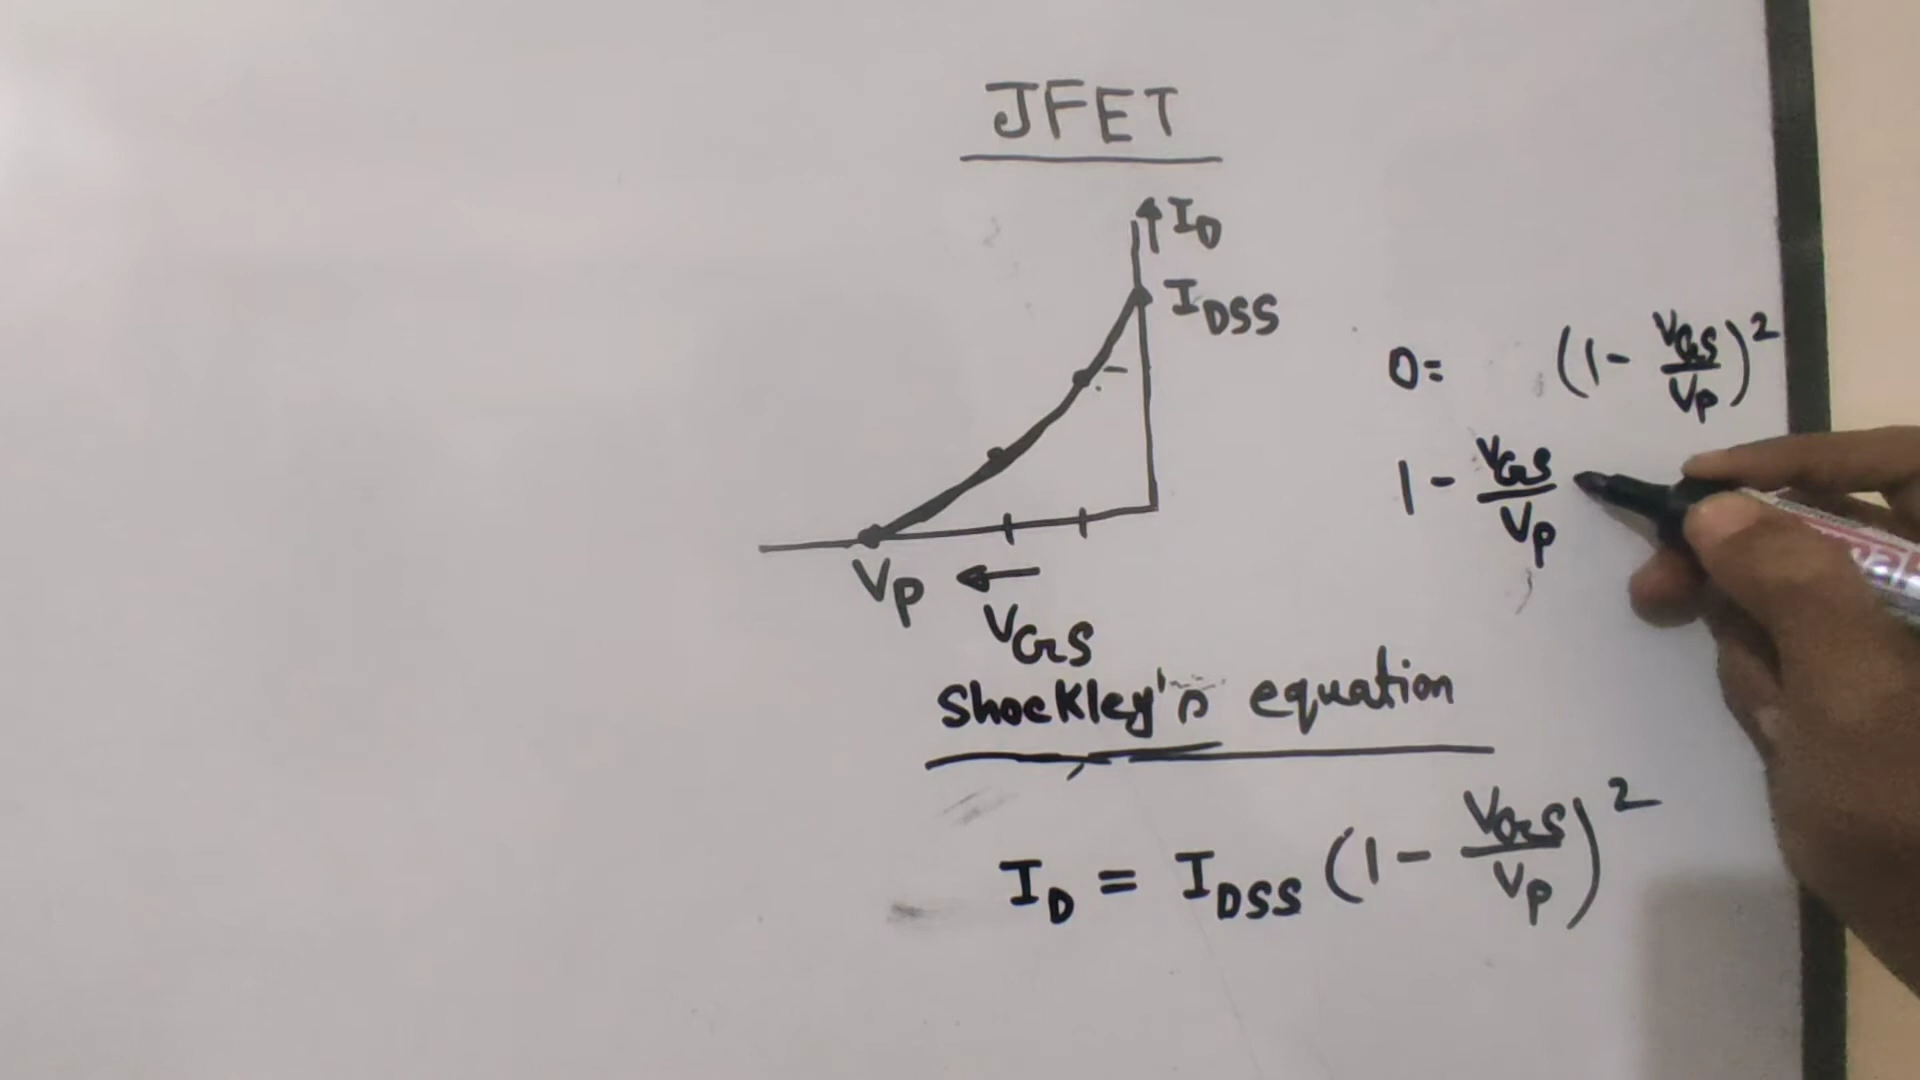 JFET
I_D
I_DSS
0 = (1 - V_GS/V_P)^2
1 - V_GS/V_P
V_P
V_GS
Shockley's equation
I_D = I_DSS (1 - V_GS/V_P)^2